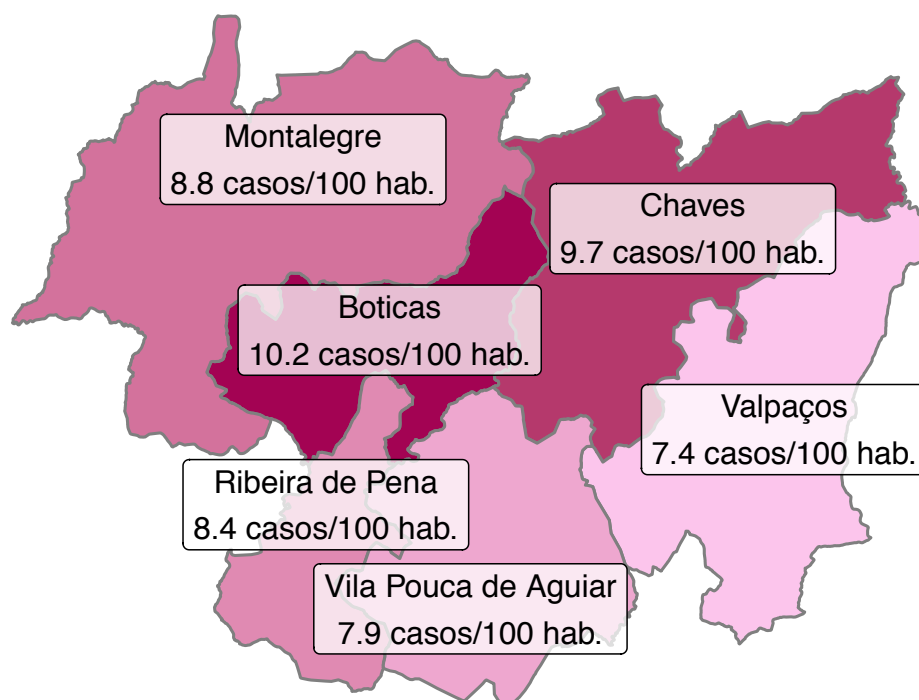 Montalegre
8.8 casos/100 hab.
Chaves
9.7 casos/100 hab.
Boticas
10.2 casos/100 hab.
Valpaços
7.4 casos/100 hab.
Ribeira de Pena
8.4 casos/100 hab.
Vila Pouca de Aguiar
7.9 casos/100 hab.